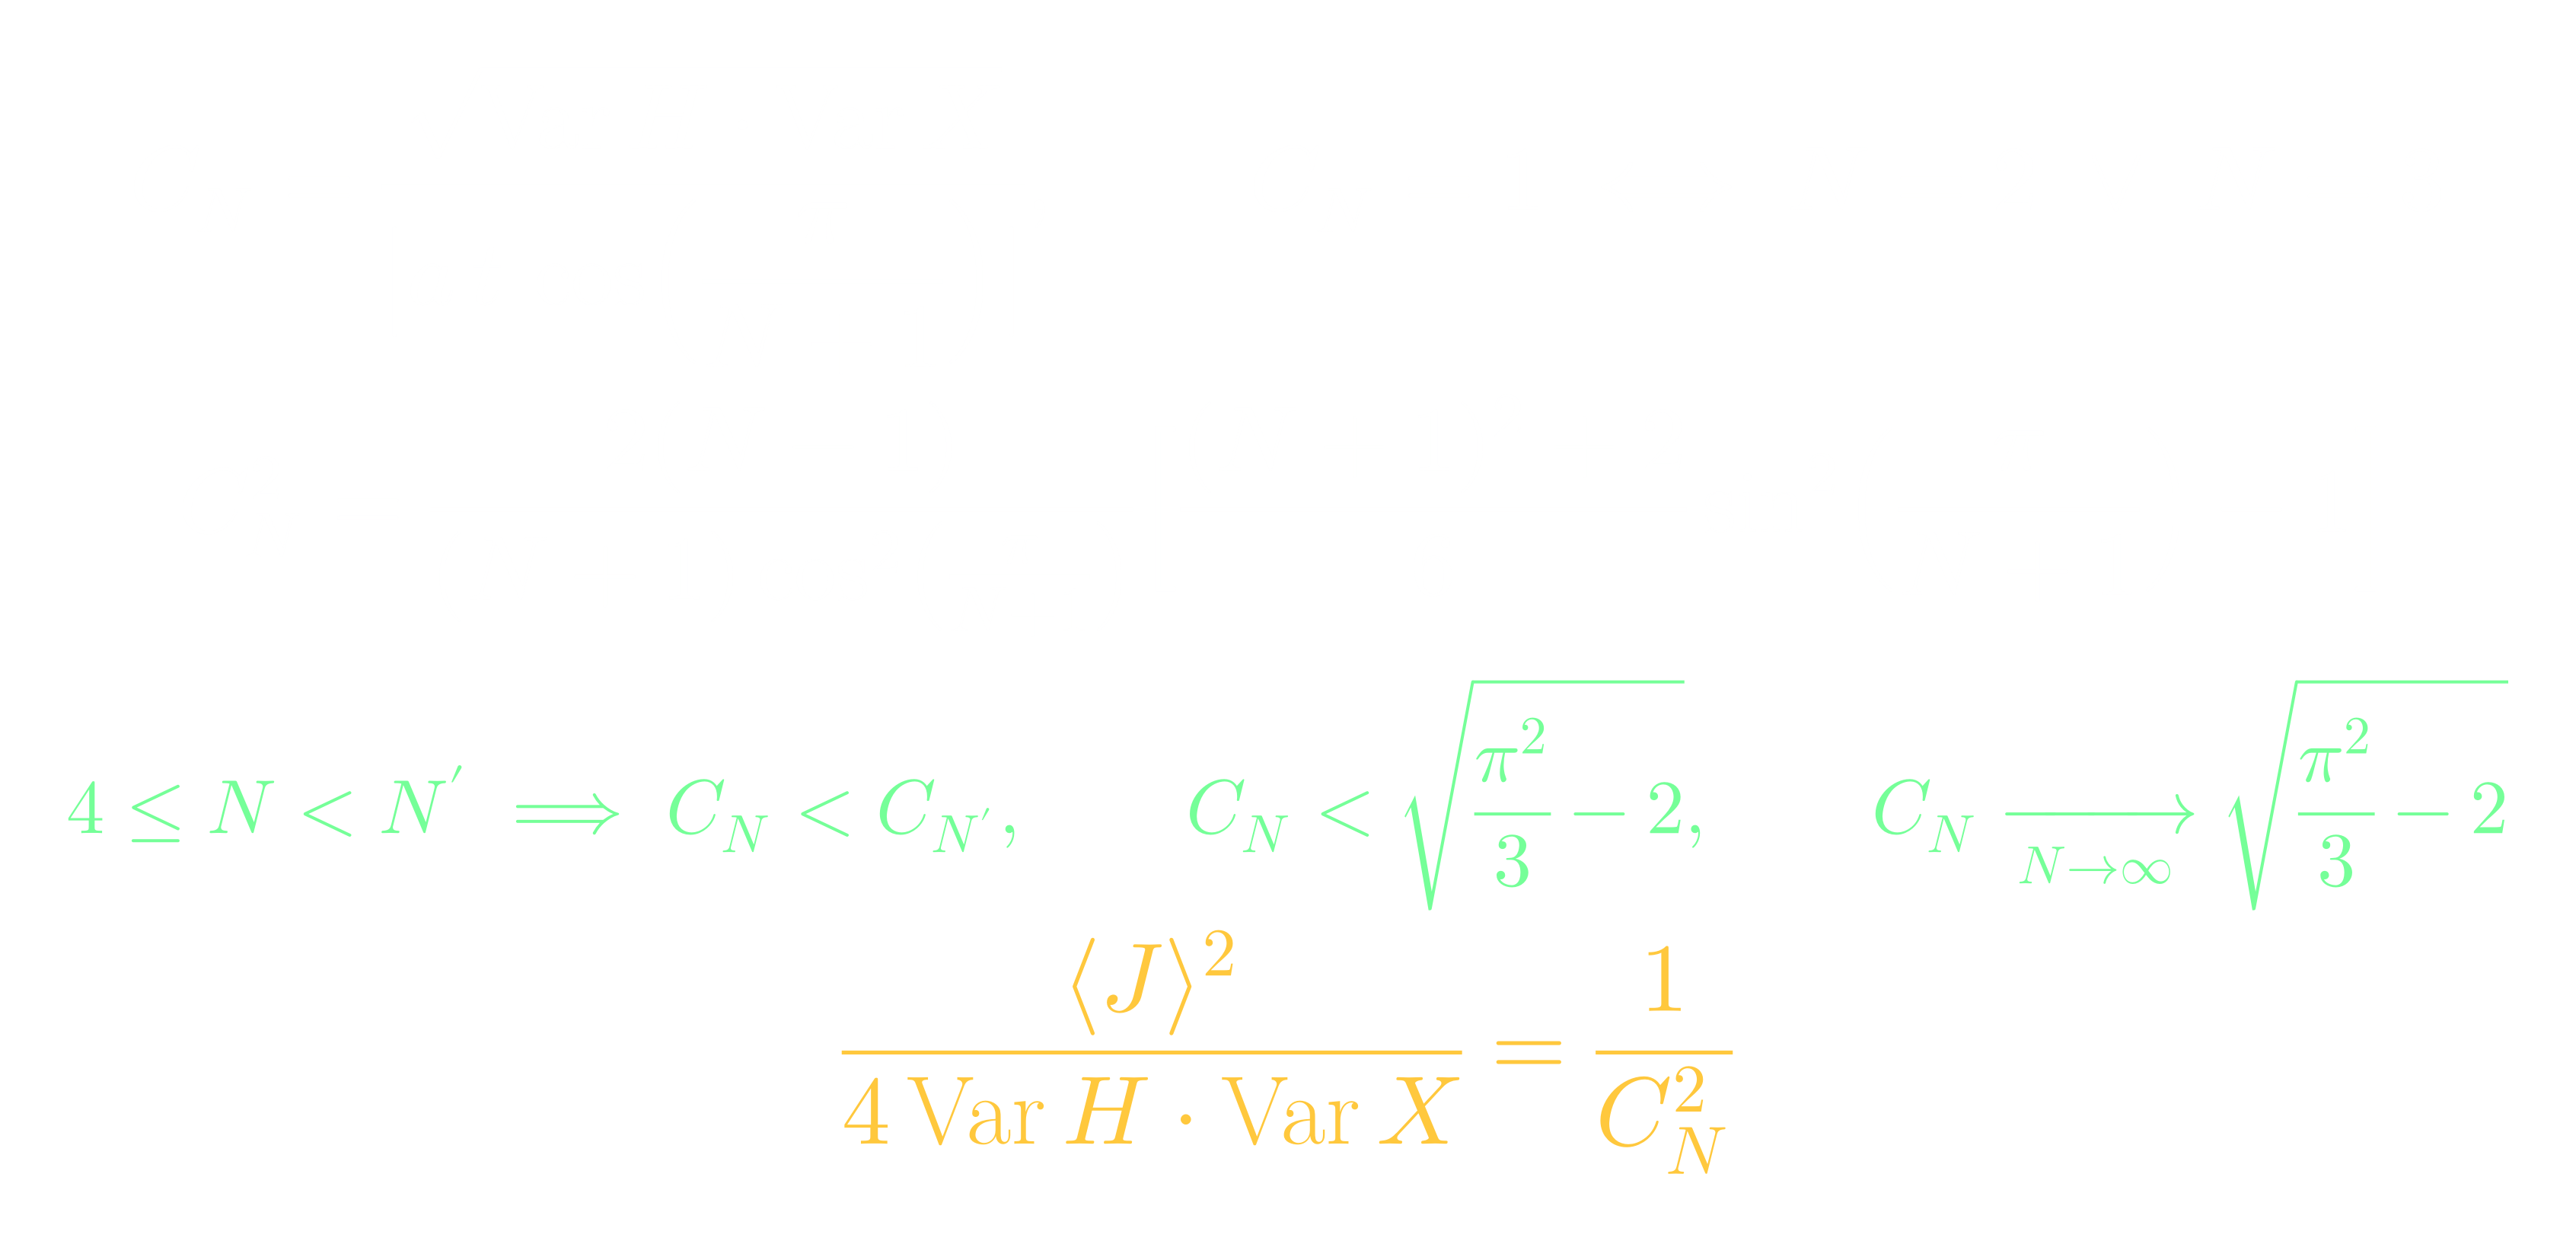 4 ≤ N < N′ ⟹ C_N < C_{N′}, C_N < √(π²/3 − 2), C_N →_{N→∞} √(π²/3 − 2)
⟨J⟩² / (4 Var H · Var X) = 1 / C_N²